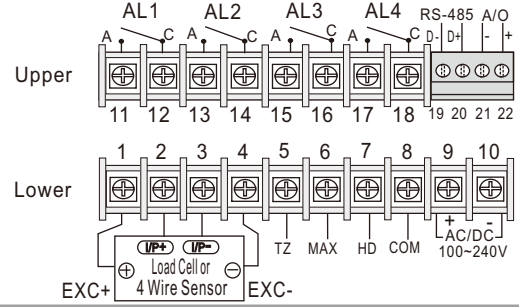 AL1 AL2 AL3 AL4 RS-485 A/O
A C A C A C A C D- D+ - +
Upper
11 12 13 14 15 16 17 18 19 20 21 22
1 2 3 4 5 6 7 8 9 10
Lower
+ -
I/P+ I/P- TZ MAX HD COM AC/DC
100~240V
+ Load Cell or -
4 Wire Sensor
EXC+ EXC-